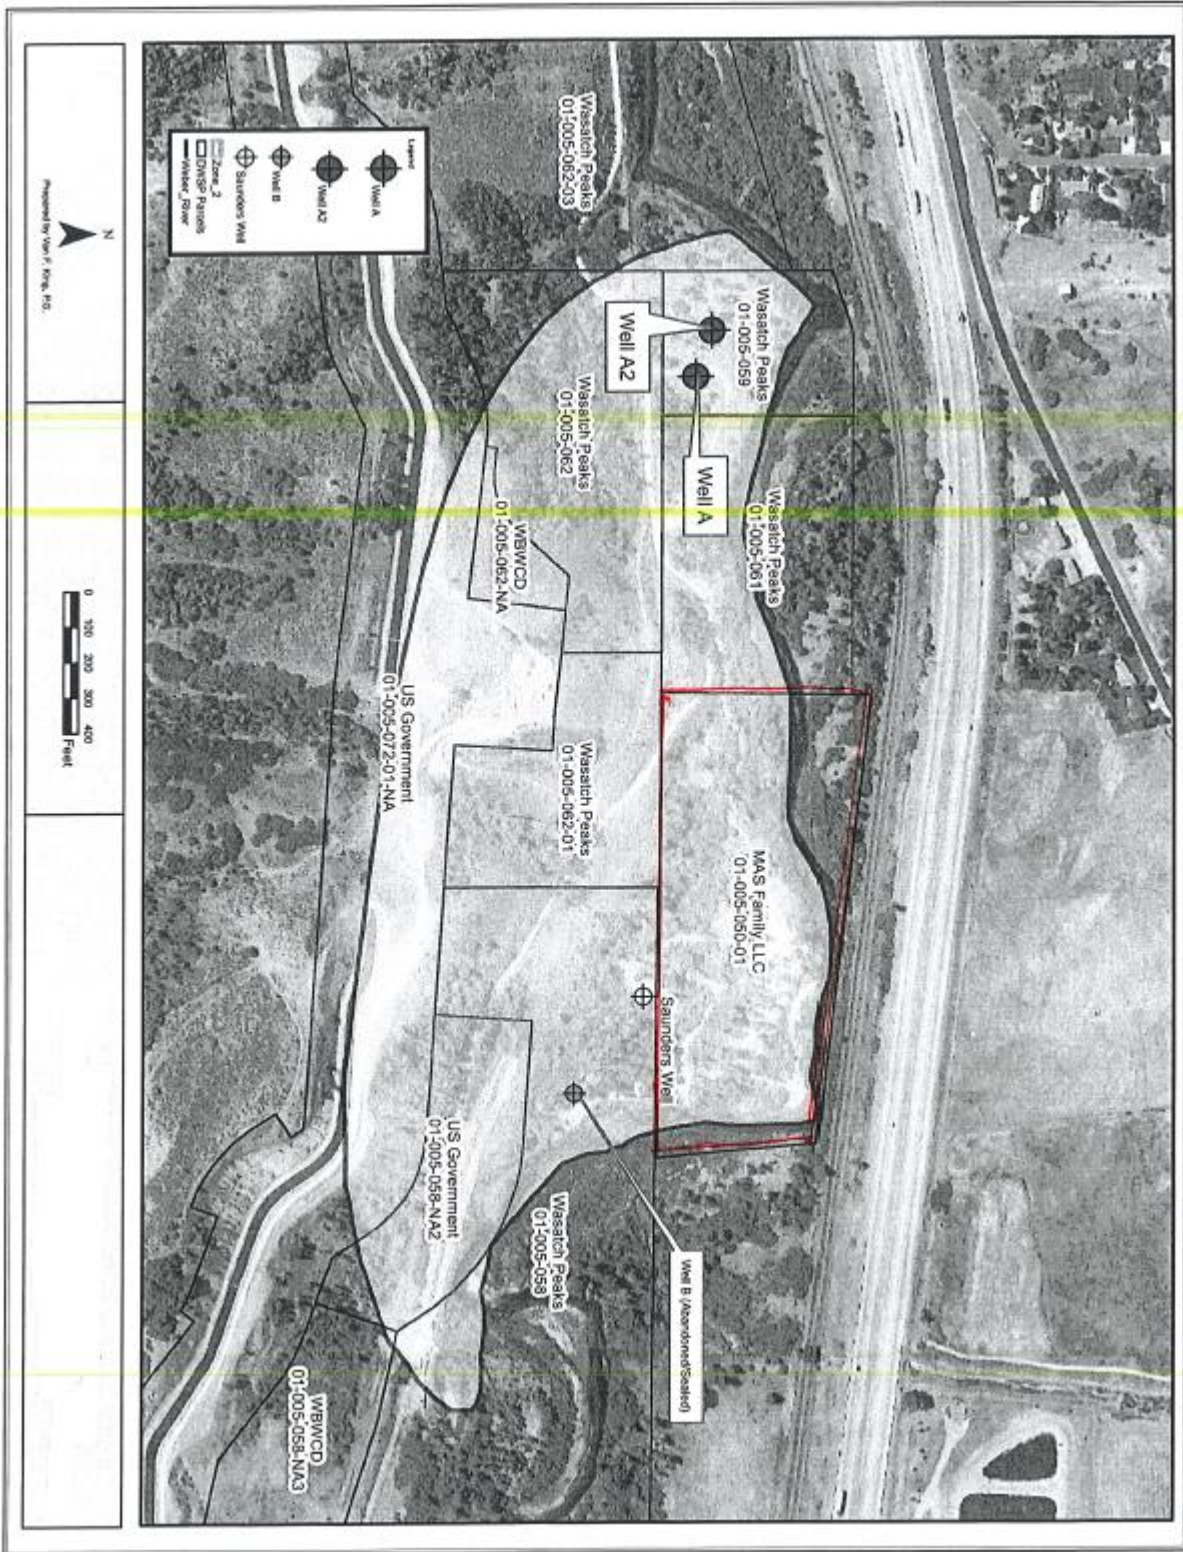 Wasatch Peaks
01-005-062-03
Legend
Well A
Well A2
Well B
Saunders Well
Zone_2
DWSP Parcels
Weber_River
Wasatch Peaks
01-005-059
Well A2
Well A
Wasatch Peaks
01-005-062
Wasatch Peaks
01-005-061
WBWCD
01-005-062-NA
US Government
01-005-072-01-NA
Wasatch Peaks
01-005-062-01
MAS Family LLC
01-005-050-01
Saunders Well
US Government
01-005-058-NA2
Wasatch Peaks
01-005-058
Well B (Abandoned/Sealed)
WBWCD
01-005-058-NA3
N
Prepared by Van F. King, P.G.
0 100 200 300 400
Feet